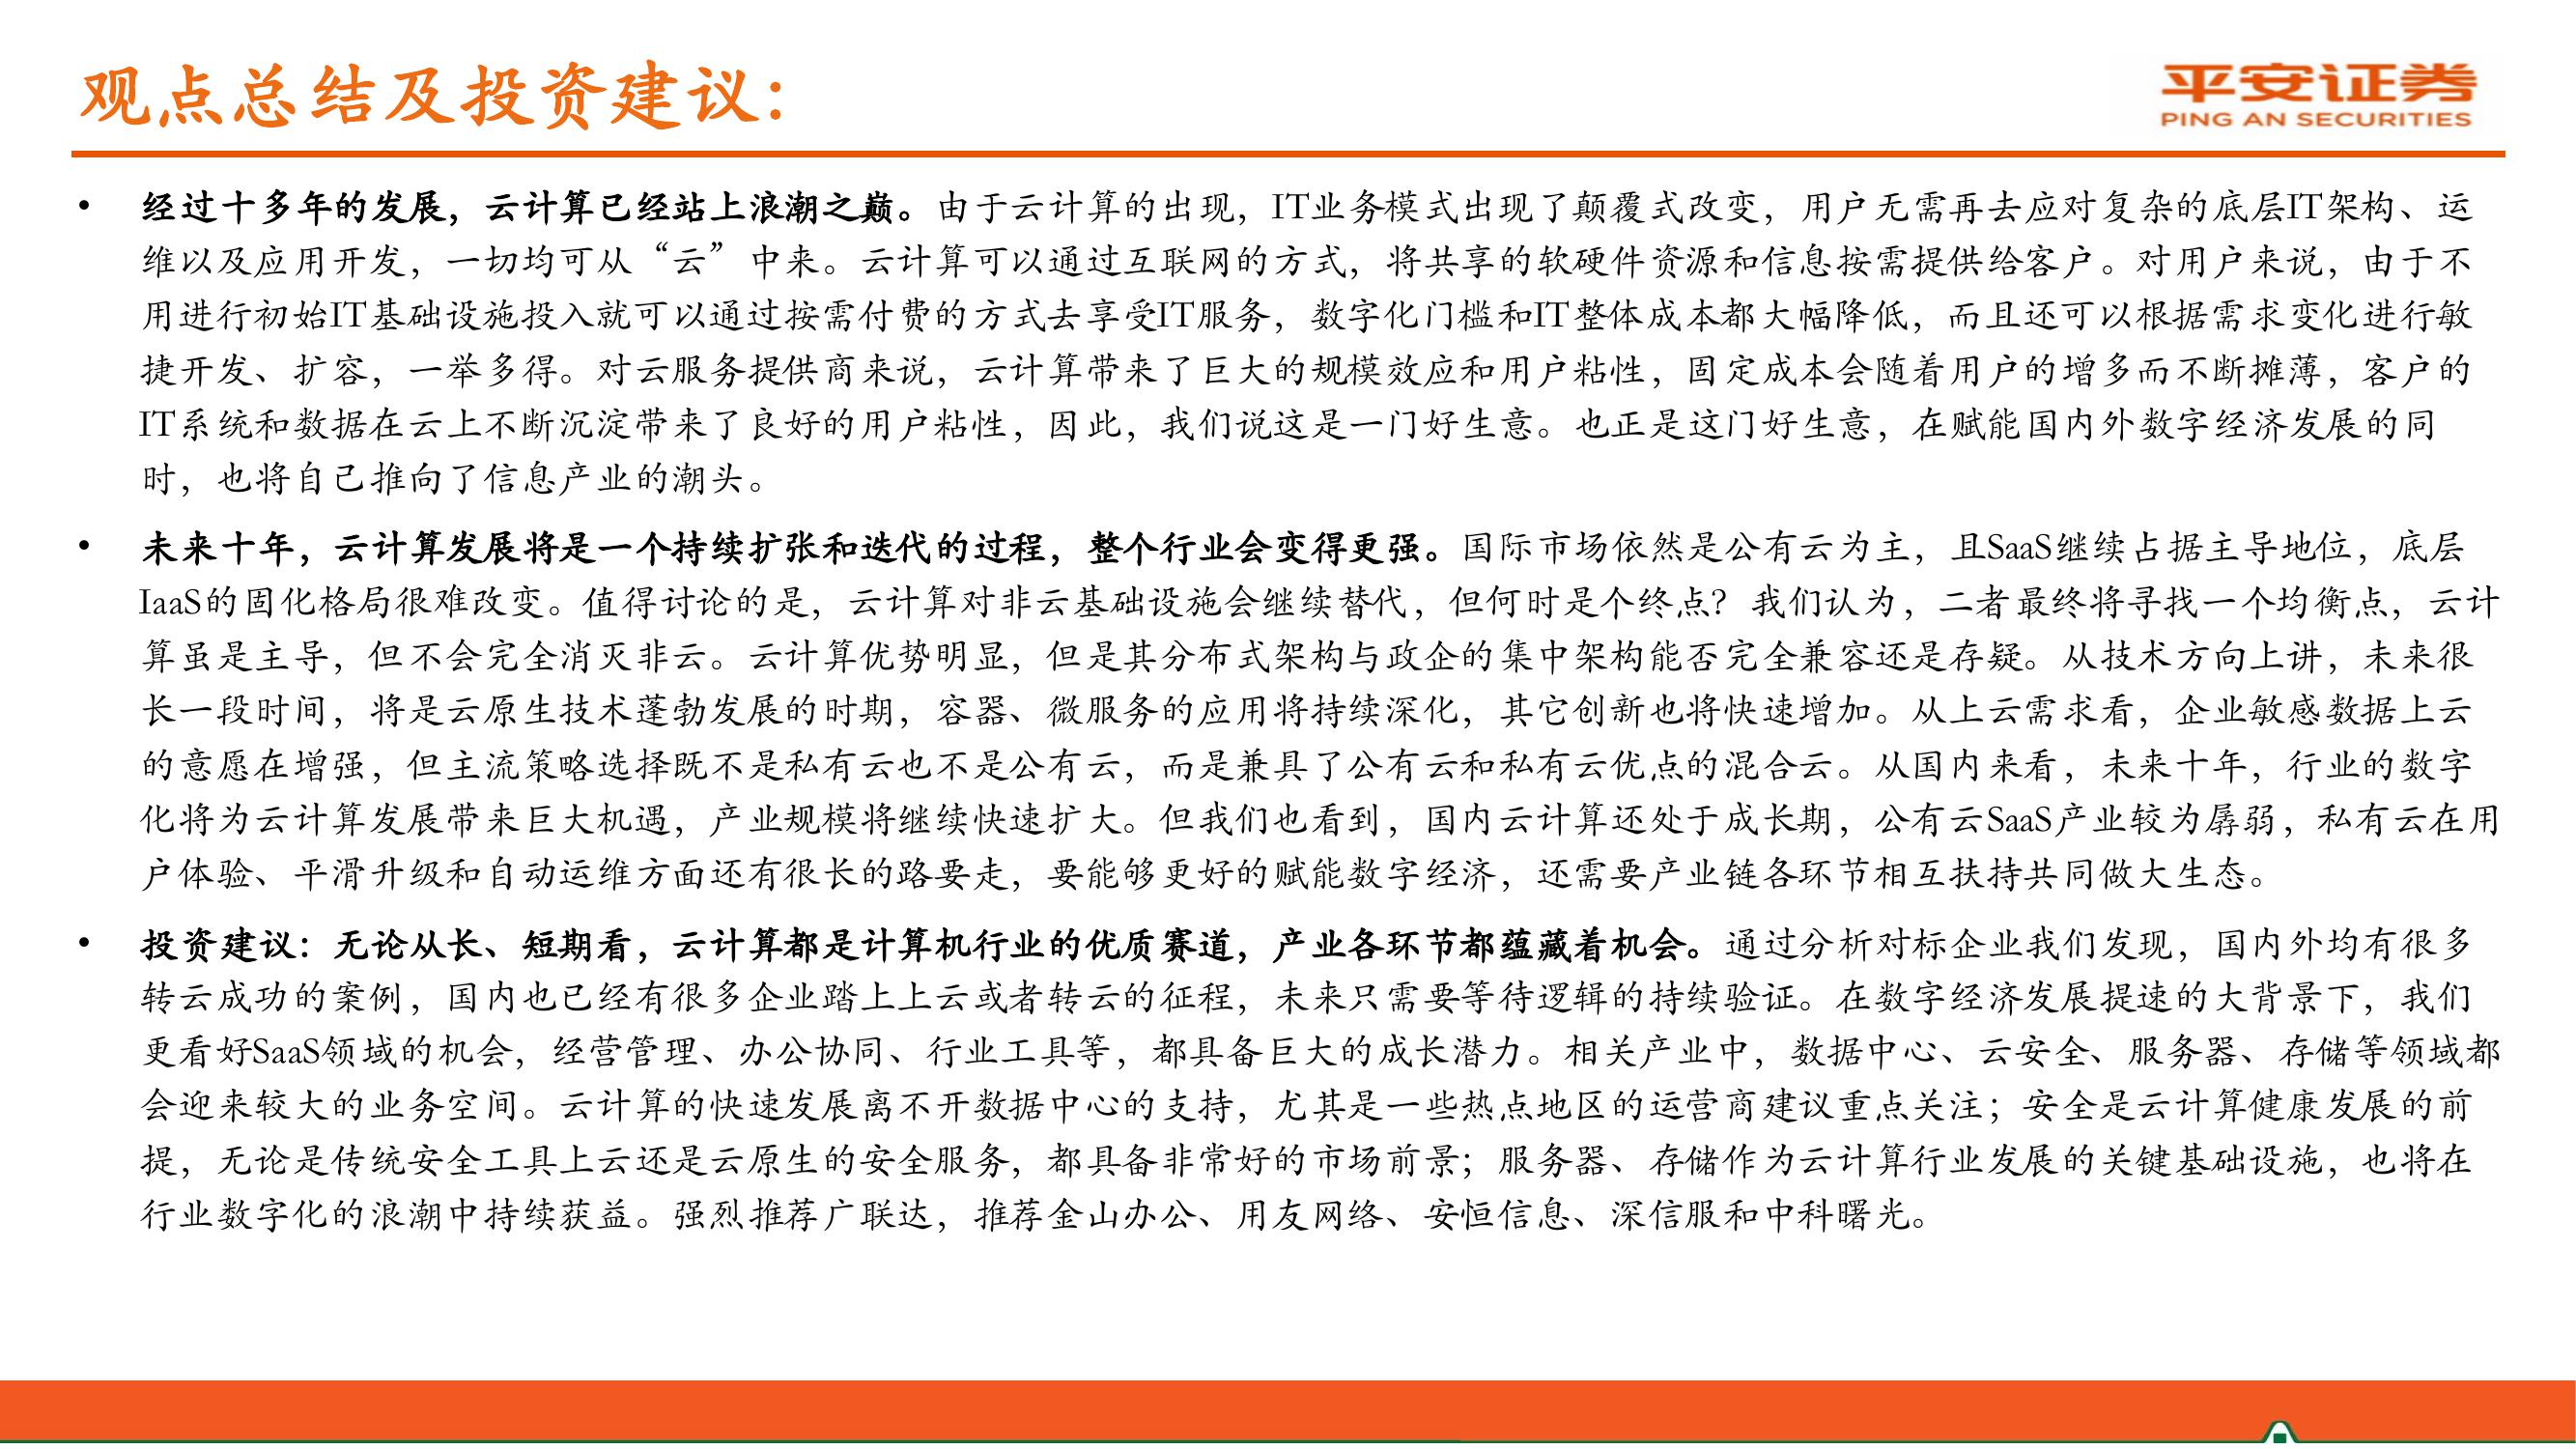 观点总结及投资建议：
平安证券
PING AN SECURITIES
• 经过十多年的发展，云计算已经站上浪潮之巅。由于云计算的出现，IT业务模式出现了颠覆式改变，用户无需再去应对复杂的底层IT架构、运
维以及应用开发，一切均可从“云”中来。云计算可以通过互联网的方式，将共享的软硬件资源和信息按需提供给客户。对用户来说，由于不
用进行初始IT基础设施投入就可以通过按需付费的方式去享受IT服务，数字化门槛和IT整体成本都大幅降低，而且还可以根据需求变化进行敏
捷开发、扩容，一举多得。对云服务提供商来说，云计算带来了巨大的规模效应和用户粘性，固定成本会随着用户的增多而不断摊薄，客户的
IT系统和数据在云上不断沉淀带来了良好的用户粘性，因此，我们说这是一门好生意。也正是这门好生意，在赋能国内外数字经济发展的同
时，也将自己推向了信息产业的潮头。
• 未来十年，云计算发展将是一个持续扩张和迭代的过程，整个行业会变得更强。国际市场依然是公有云为主，且SaaS继续占据主导地位，底层
IaaS的固化格局很难改变。值得讨论的是，云计算对非云基础设施会继续替代，但何时是个终点？我们认为，二者最终将寻找一个均衡点，云计
算虽是主导，但不会完全消灭非云。云计算优势明显，但是其分布式架构与政企的集中架构能否完全兼容还是存疑。从技术方向上讲，未来很
长一段时间，将是云原生技术蓬勃发展的时期，容器、微服务的应用将持续深化，其它创新也将快速增加。从上云需求看，企业敏感数据上云
的意愿在增强，但主流策略选择既不是私有云也不是公有云，而是兼具了公有云和私有云优点的混合云。从国内来看，未来十年，行业的数字
化将为云计算发展带来巨大机遇，产业规模将继续快速扩大。但我们也看到，国内云计算还处于成长期，公有云SaaS产业较为孱弱，私有云在用
户体验、平滑升级和自动运维方面还有很长的路要走，要能够更好的赋能数字经济，还需要产业链各环节相互扶持共同做大生态。
• 投资建议：无论从长、短期看，云计算都是计算机行业的优质赛道，产业各环节都蕴藏着机会。通过分析对标企业我们发现，国内外均有很多
转云成功的案例，国内也已经有很多企业踏上上云或者转云的征程，未来只需要等待逻辑的持续验证。在数字经济发展提速的大背景下，我们
更看好SaaS领域的机会，经营管理、办公协同、行业工具等，都具备巨大的成长潜力。相关产业中，数据中心、云安全、服务器、存储等领域都
会迎来较大的业务空间。云计算的快速发展离不开数据中心的支持，尤其是一些热点地区的运营商建议重点关注；安全是云计算健康发展的前
提，无论是传统安全工具上云还是云原生的安全服务，都具备非常好的市场前景；服务器、存储作为云计算行业发展的关键基础设施，也将在
行业数字化的浪潮中持续获益。强烈推荐广联达，推荐金山办公、用友网络、安恒信息、深信服和中科曙光。